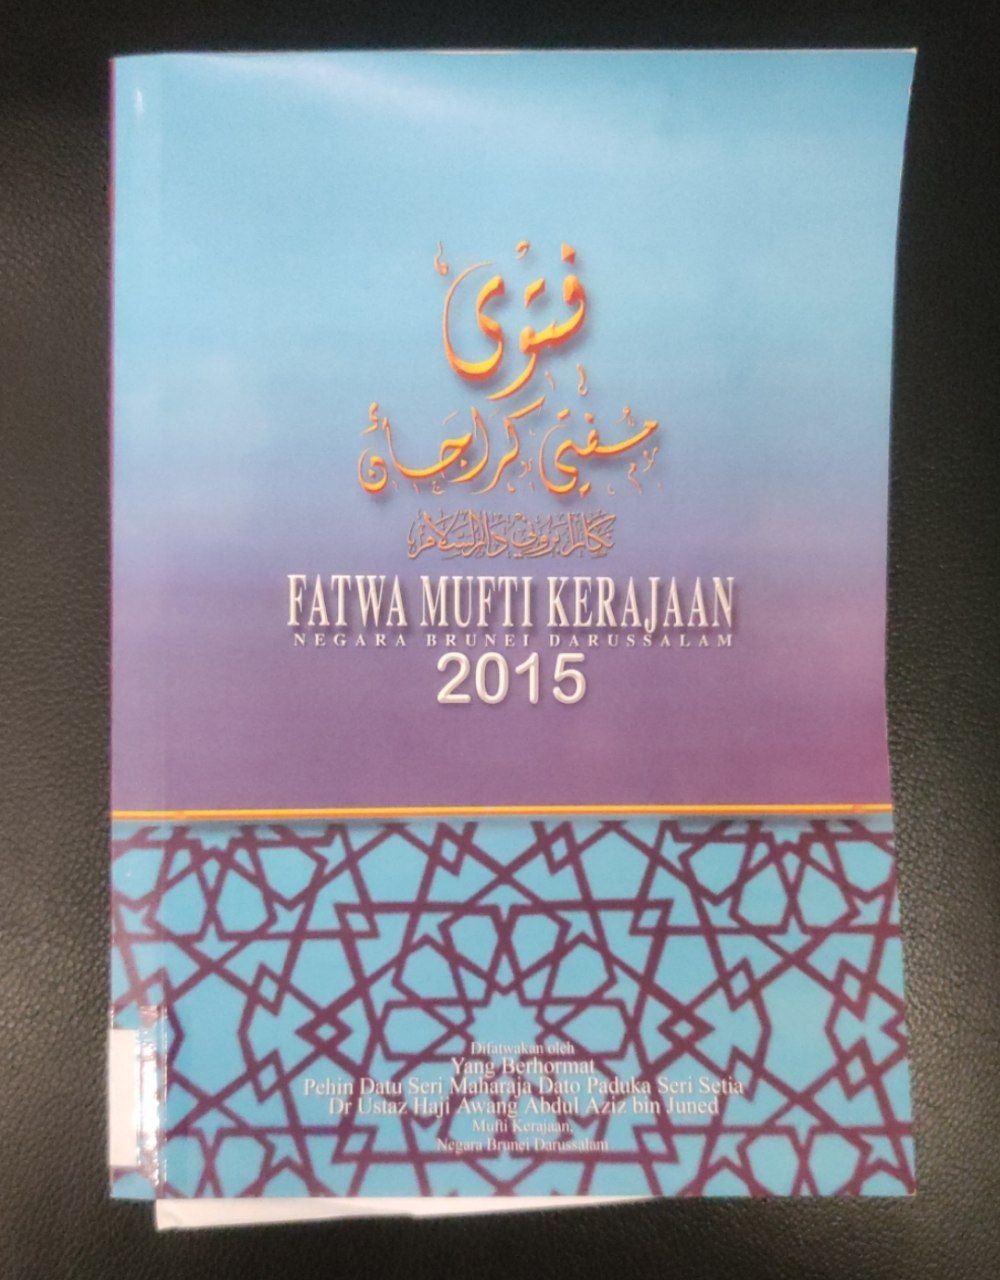 فتوى
مفتي کراجأن
نݢارا بروني دارالسلام
FATWA MUFTI KERAJAAN
NEGARA BRUNEI DARUSSALAM
2015
Difatwakan oleh
Yang Berhormat
Pehin Datu Seri Maharaja Dato Paduka Seri Setia
Dr Ustaz Haji Awang Abdul Aziz bin Juned
Mufti Kerajaan,
Negara Brunei Darussalam